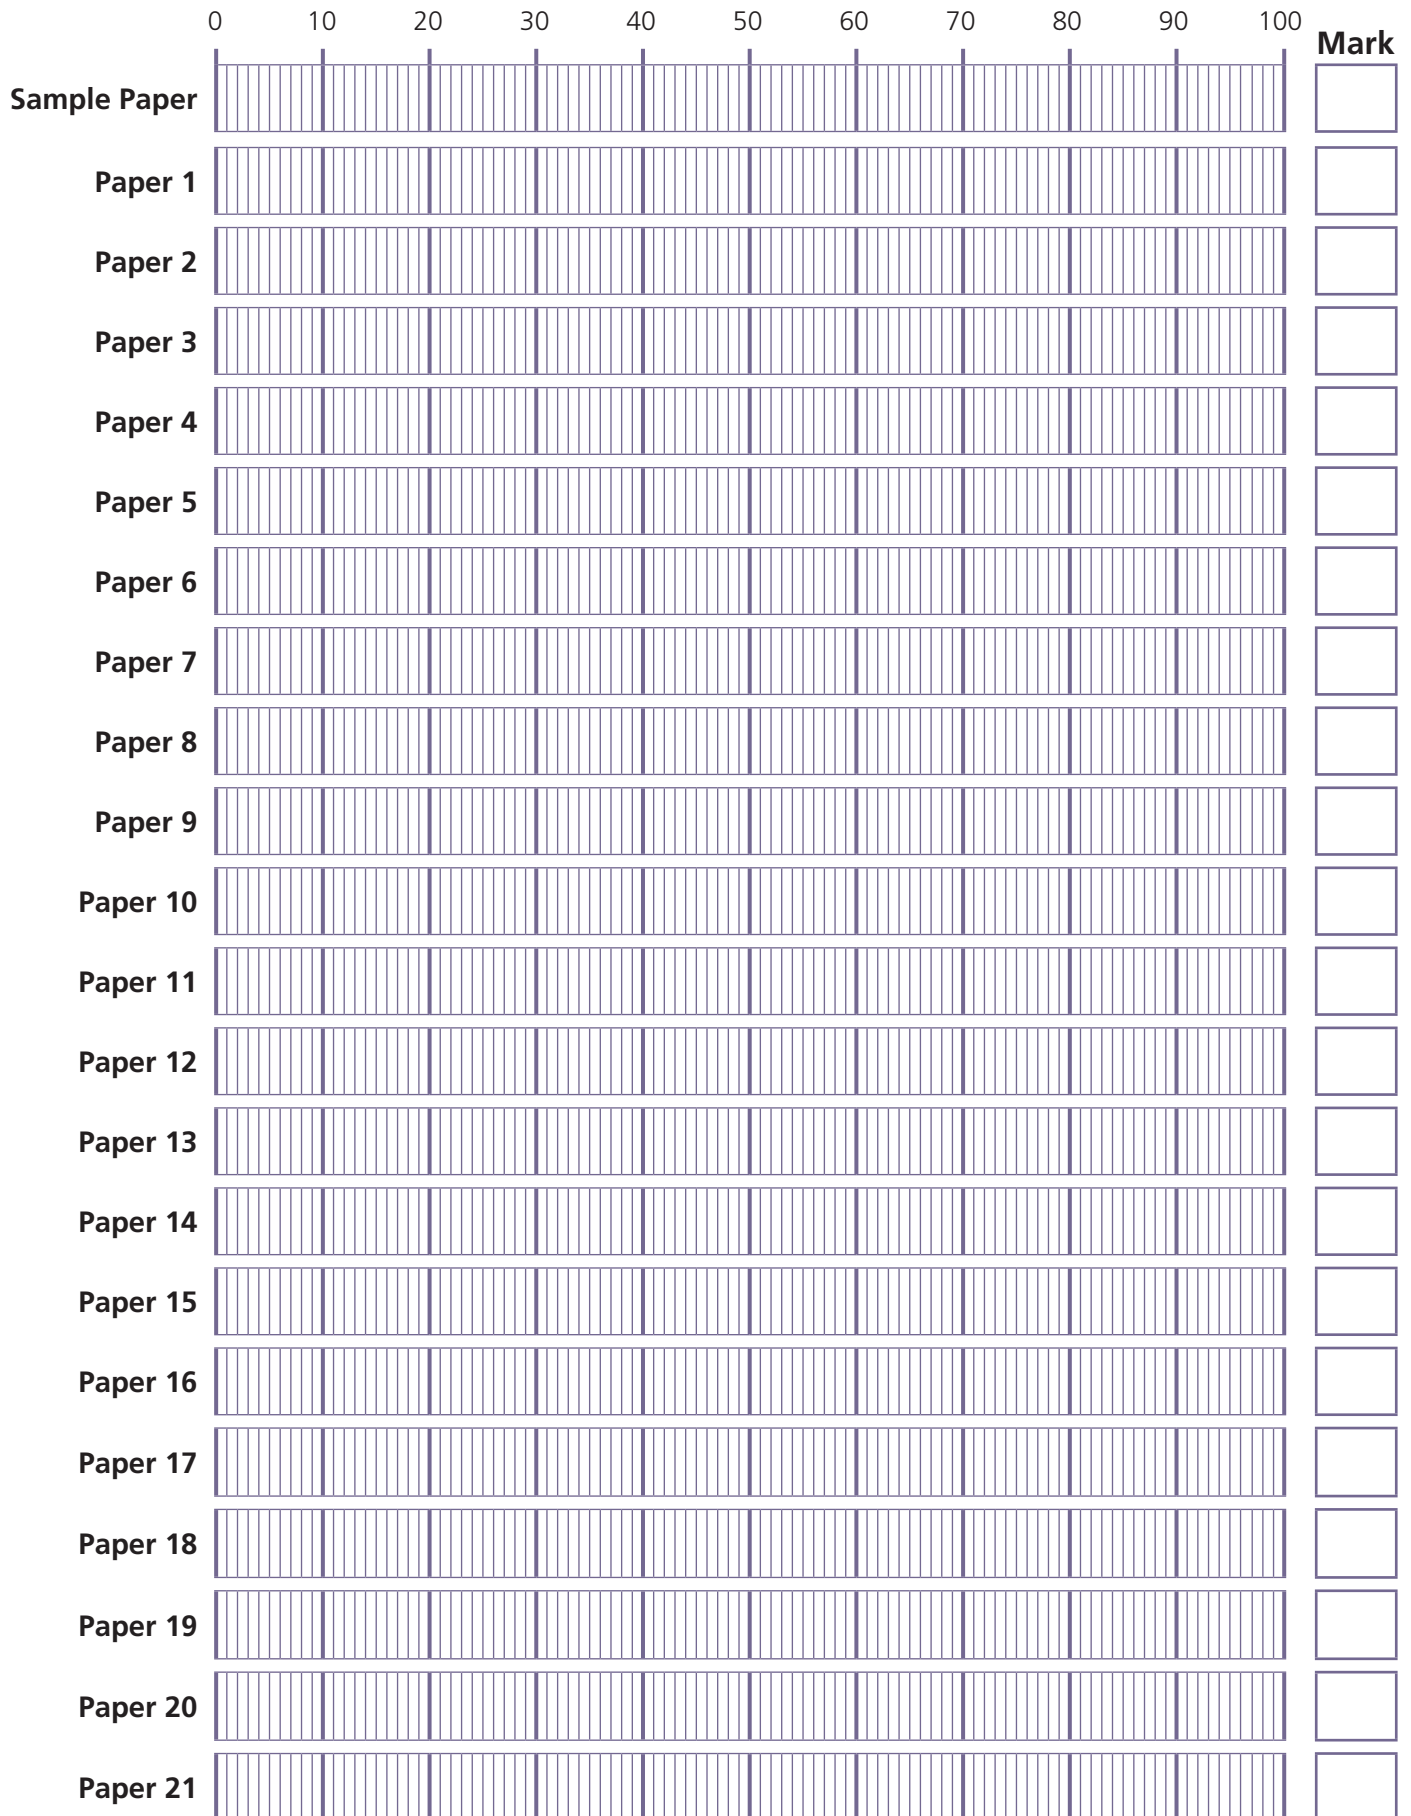 0 10 20 30 40 50 60 70 80 90 100
Mark
Sample Paper
Paper 1
Paper 2
Paper 3
Paper 4
Paper 5
Paper 6
Paper 7
Paper 8
Paper 9
Paper 10
Paper 11
Paper 12
Paper 13
Paper 14
Paper 15
Paper 16
Paper 17
Paper 18
Paper 19
Paper 20
Paper 21